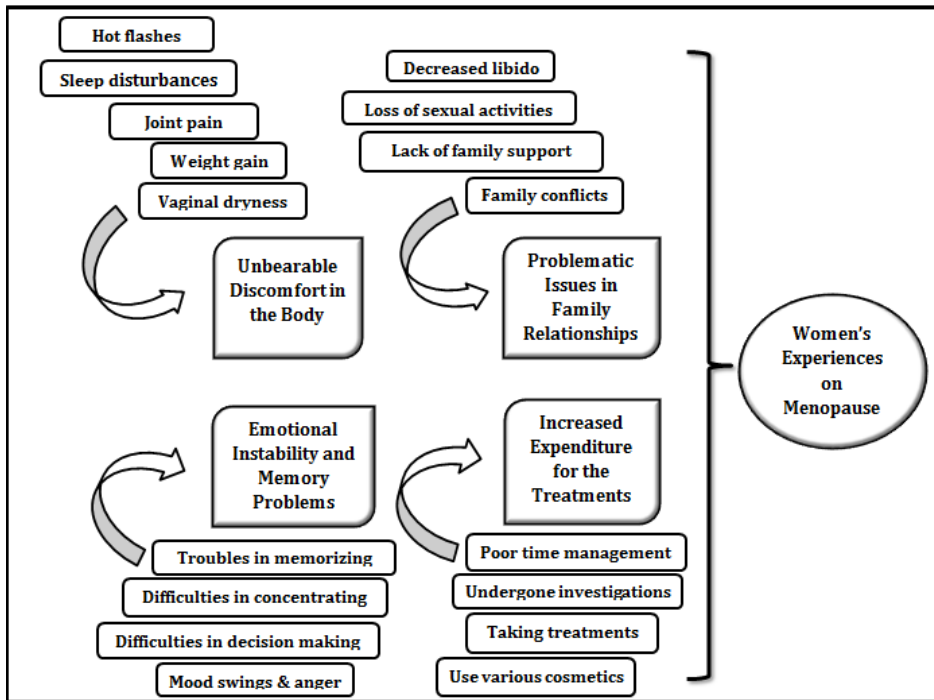 Hot flashes
Sleep disturbances
Joint pain
Weight gain
Vaginal dryness
Unbearable
Discomfort in
the Body
Decreased libido
Loss of sexual activities
Lack of family support
Family conflicts
Problematic
Issues in
Family
Relationships
Emotional
Instability and
Memory
Problems
Troubles in memorizing
Difficulties in concentrating
Difficulties in decision making
Mood swings & anger
Increased
Expenditure
for the
Treatments
Poor time management
Undergone investigations
Taking treatments
Use various cosmetics
Women's
Experiences
on
Menopause